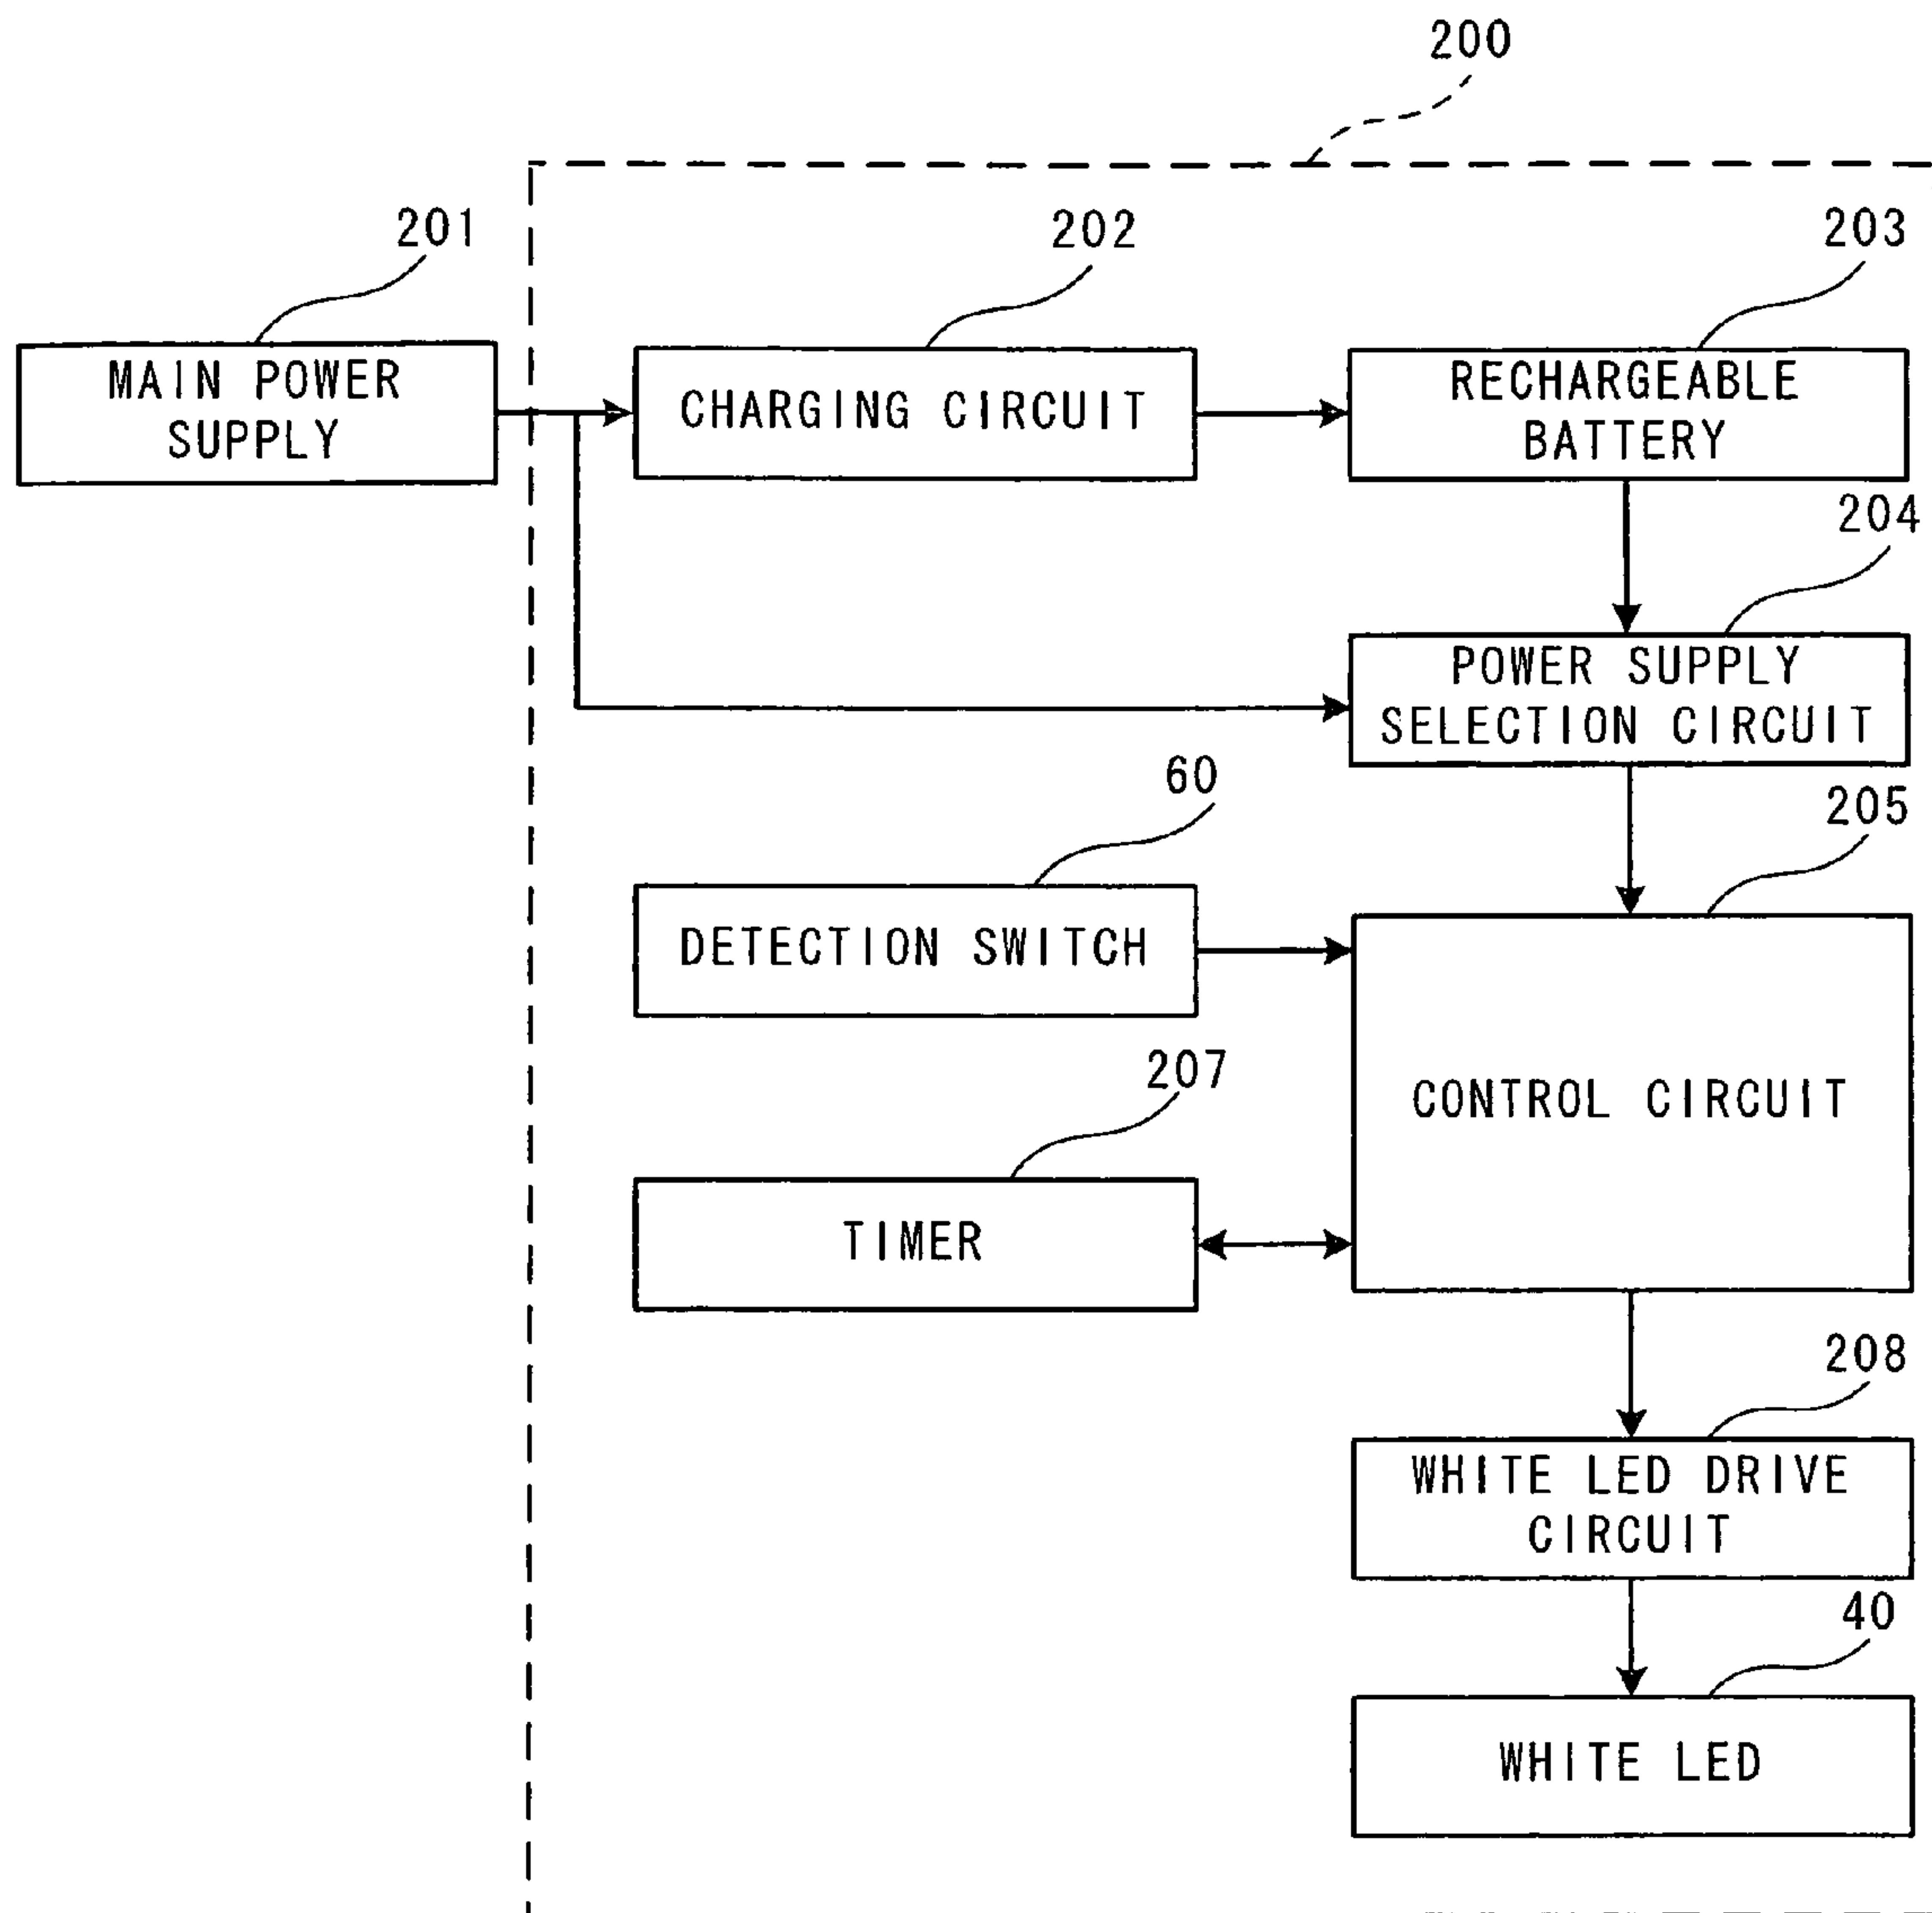 200
201
202
203
MAIN POWER
SUPPLY
CHARGING CIRCUIT
RECHARGEABLE
BATTERY
204
POWER SUPPLY
SELECTION CIRCUIT
60
205
DETECTION SWITCH
CONTROL CIRCUIT
207
TIMER
208
WHITE LED DRIVE
CIRCUIT
40
WHITE LED